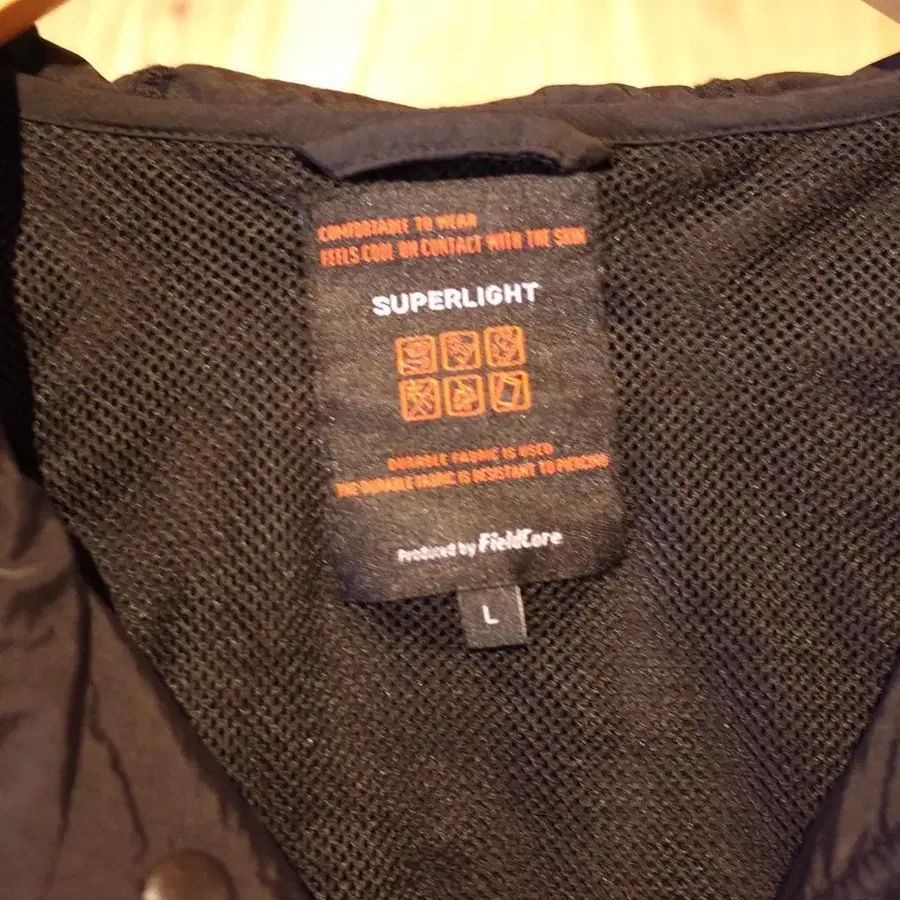 COMFORTABLE TO WEAR
FEELS COOL ON CONTACT WITH THE SKIN
SUPERLIGHT
DURABLE FABRIC IS USED
THE DURABLE FABRIC IS RESISTANT TO PIERCING
Produced by FieldCore
L